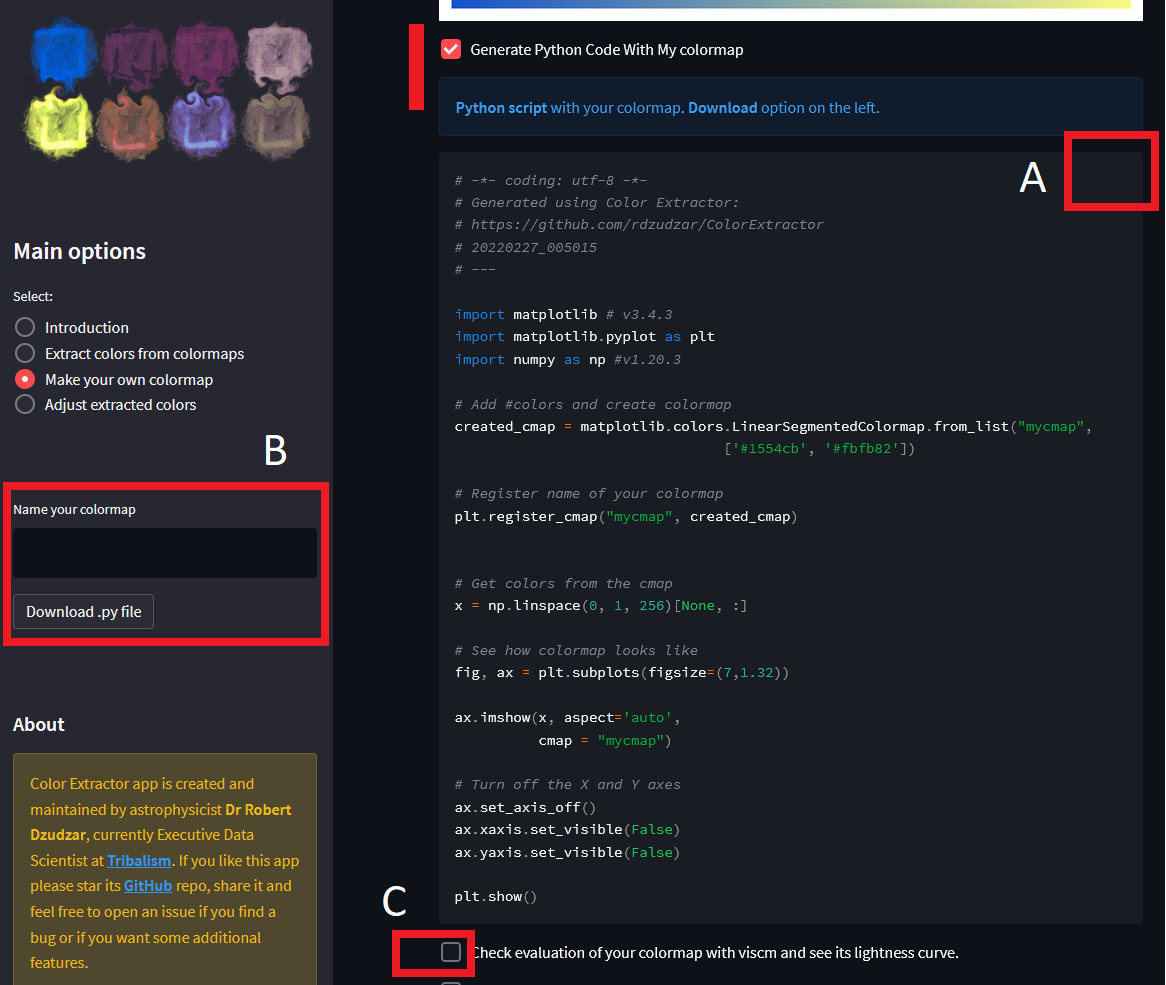 Main options
Select:
Introduction
Extract colors from colormaps
Make your own colormap
Adjust extracted colors
B
Name your colormap
Download .py file
About
Color Extractor app is created and
maintained by astrophysicist Dr Robert
Dzudzar, currently Executive Data
Scientist at Tribalism. If you like this app
please star its GitHub repo, share it and
feel free to open an issue if you find a
bug or if you want some additional
features.
Generate Python Code With My colormap
Python script with your colormap. Download option on the left.
A
# -*- coding: utf-8 -*-
# Generated using Color Extractor:
# https://github.com/rdzudzar/ColorExtractor
# 20220227_005015
# ---
import matplotlib # v3.4.3
import matplotlib.pyplot as plt
import numpy as np #v1.20.3
# Add #colors and create colormap
created_cmap = matplotlib.colors.LinearSegmentedColormap.from_list("mycmap",
['#1554cb', '#fbfb82'])
# Register name of your colormap
plt.register_cmap("mycmap", created_cmap)
# Get colors from the cmap
x = np.linspace(0, 1, 256)[None, :]
# See how colormap looks like
fig, ax = plt.subplots(figsize=(7,1.32))
ax.imshow(x, aspect='auto',
cmap = "mycmap")
# Turn off the X and Y axes
ax.set_axis_off()
ax.xaxis.set_visible(False)
ax.yaxis.set_visible(False)
plt.show()
C
Check evaluation of your colormap with viscm and see its lightness curve.